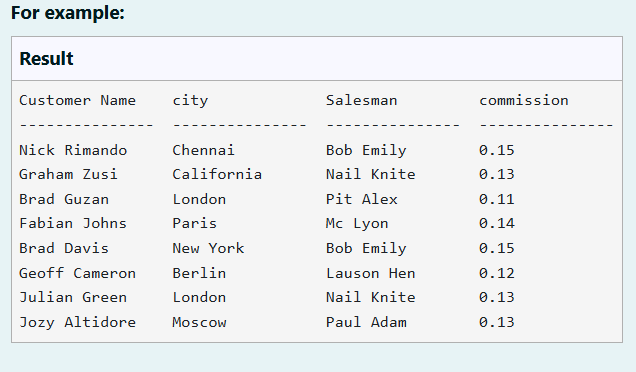 For example:
Result
Customer Name    city             Salesman         commission
---------------  ---------------  ---------------  ---------------
Nick Rimando     Chennai          Bob Emily        0.15
Graham Zusi      California       Nail Knite       0.13
Brad Guzan       London           Pit Alex         0.11
Fabian Johns     Paris            Mc Lyon          0.14
Brad Davis       New York         Bob Emily        0.15
Geoff Cameron    Berlin           Lauson Hen       0.12
Julian Green     London           Nail Knite       0.13
Jozy Altidore    Moscow           Paul Adam        0.13